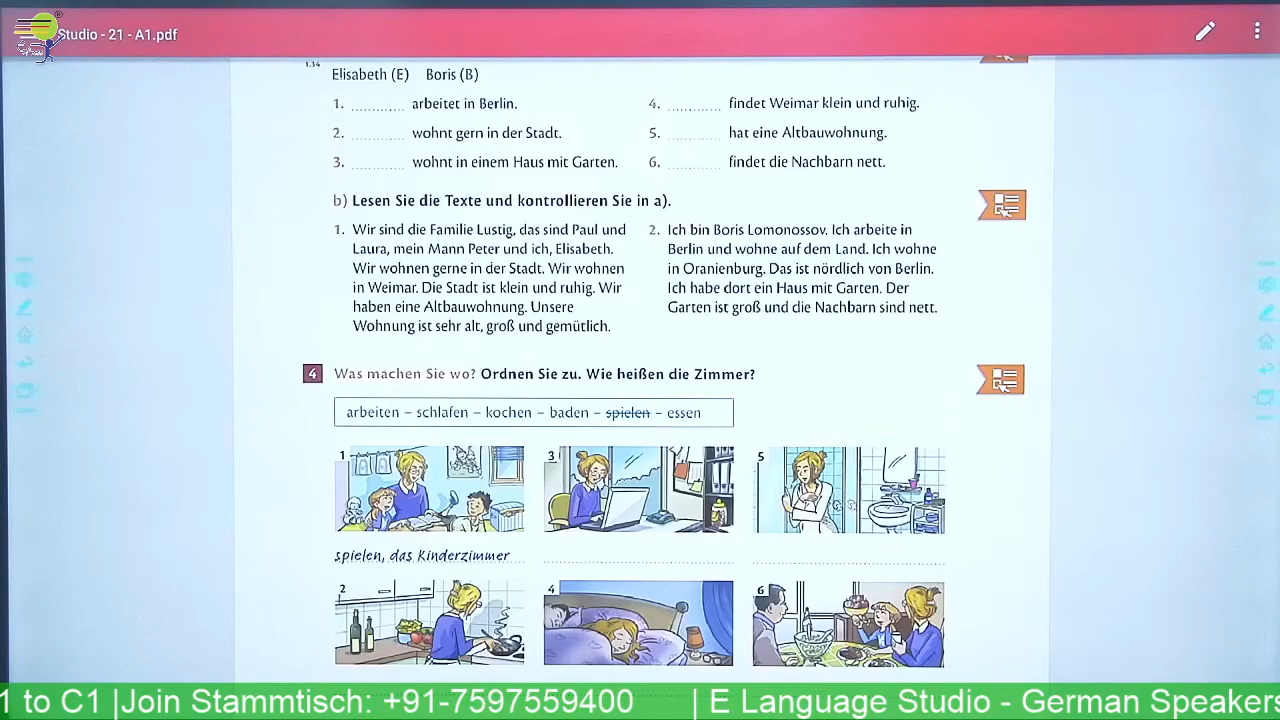 Studio - 21 - A1.pdf
1.34
Elisabeth (E) Boris (B)
1. .......... arbeitet in Berlin.
2. .......... wohnt gern in der Stadt.
3. .......... wohnt in einem Haus mit Garten.
4. .......... findet Weimar klein und ruhig.
5. .......... hat eine Altbauwohnung.
6. .......... findet die Nachbarn nett.
b) Lesen Sie die Texte und kontrollieren Sie in a).
1. Wir sind die Familie Lustig, das sind Paul und
Laura, mein Mann Peter und ich, Elisabeth.
Wir wohnen gerne in der Stadt. Wir wohnen
in Weimar. Die Stadt ist klein und ruhig. Wir
haben eine Altbauwohnung. Unsere
Wohnung ist sehr alt, groß und gemütlich.
2. Ich bin Boris Lomonossov. Ich arbeite in
Berlin und wohne auf dem Land. Ich wohne
in Oranienburg. Das ist nördlich von Berlin.
Ich habe dort ein Haus mit Garten. Der
Garten ist groß und die Nachbarn sind nett.
4 Was machen Sie wo? Ordnen Sie zu. Wie heißen die Zimmer?
arbeiten – schlafen – kochen – baden – spielen – essen
1
3
5
spielen, das Kinderzimmer
2
4
6
1 to C1 |Join Stammtisch: +91-7597559400 | E Language Studio - German Speakers